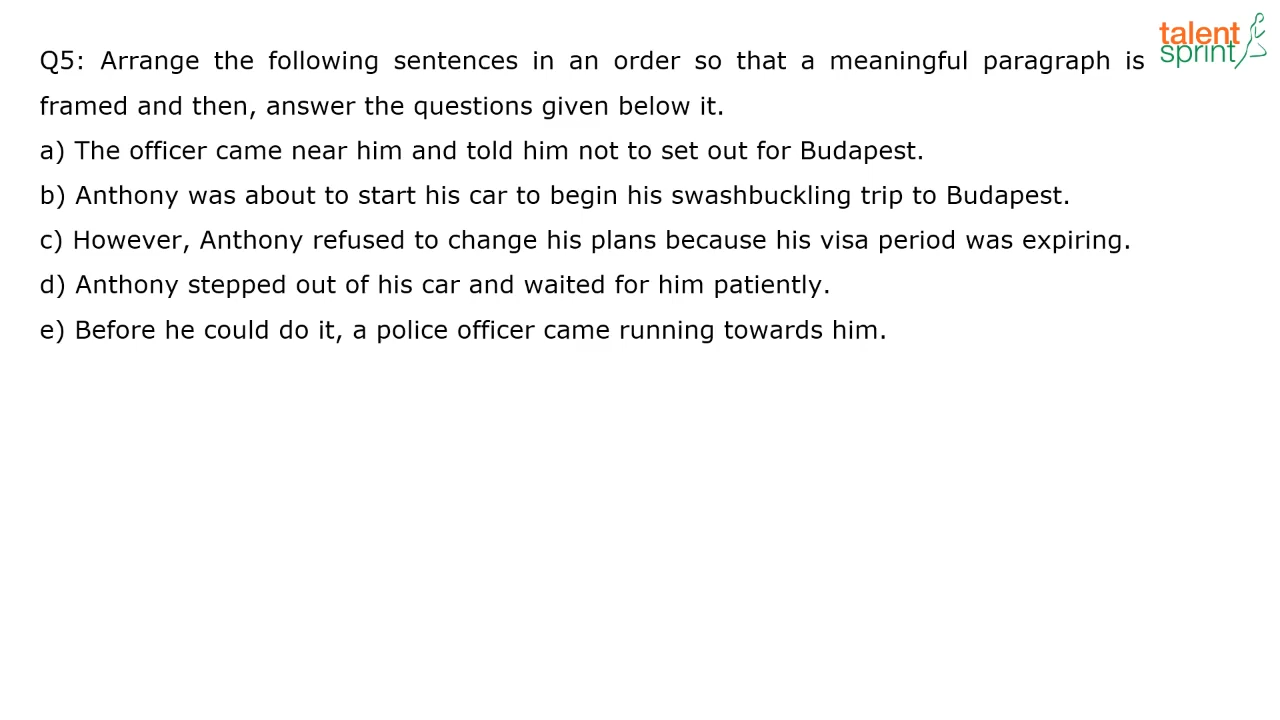 talent
sprint
Q5: Arrange the following sentences in an order so that a meaningful paragraph is
framed and then, answer the questions given below it.
a) The officer came near him and told him not to set out for Budapest.
b) Anthony was about to start his car to begin his swashbuckling trip to Budapest.
c) However, Anthony refused to change his plans because his visa period was expiring.
d) Anthony stepped out of his car and waited for him patiently.
e) Before he could do it, a police officer came running towards him.